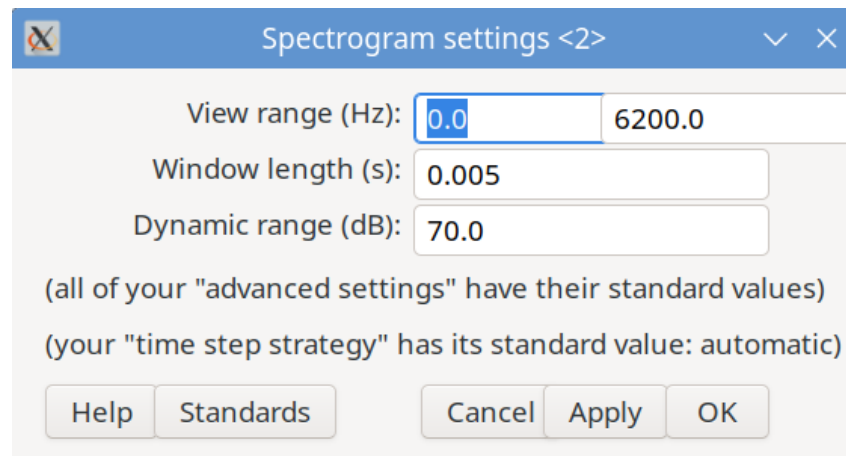 Spectrogram settings <2>
View range (Hz): 0.0 6200.0
Window length (s): 0.005
Dynamic range (dB): 70.0
(all of your "advanced settings" have their standard values)
(your "time step strategy" has its standard value: automatic)
Help Standards Cancel Apply OK